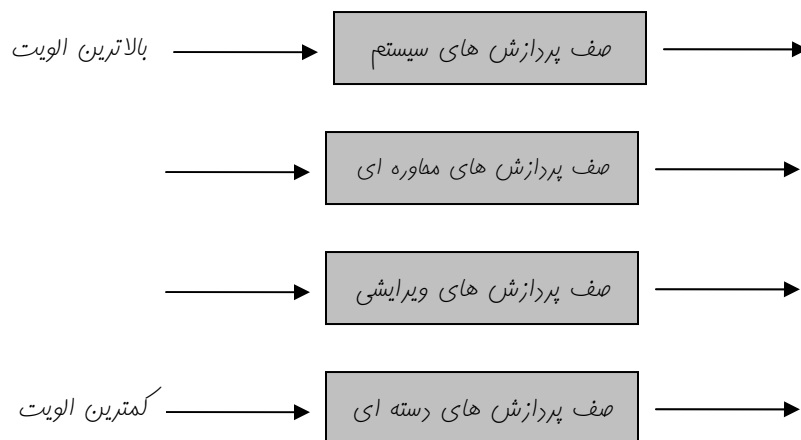 بالاترین الویت
صف پردازش های سیستم
صف پردازش های محاوره ای
صف پردازش های ویرایشی
کمترین الویت
صف پردازش های دسته ای